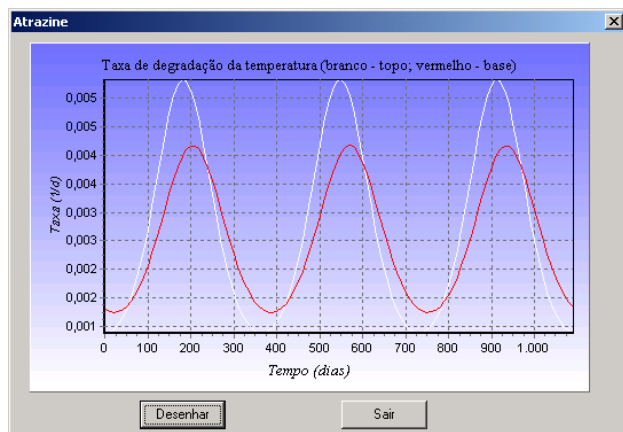 Atrazine
Taxa de degradação da temperatura (branco - topo; vermelho - base)
0,005
0,005
0,004
0,004
0,003
0,003
0,002
0,002
0,001
Taxa (1/d)
0 100 200 300 400 500 600 700 800 900 1.000
Tempo (dias)
Desenhar Sair